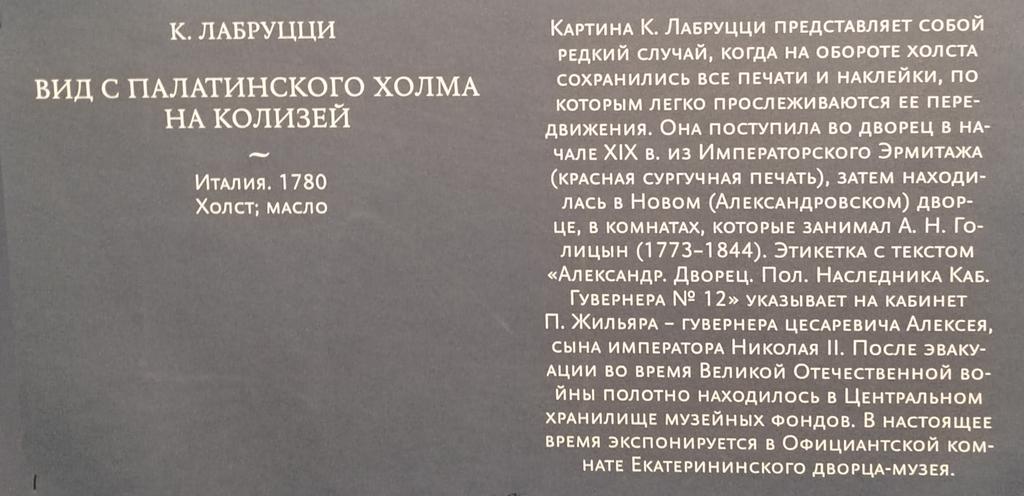 К. ЛАБРУЦЦИ
ВИД С ПАЛАТИНСКОГО ХОЛМА
НА КОЛИЗЕЙ
~
Италия. 1780
Холст; масло
Картина К. Лабруцци представляет собой
редкий случай, когда на обороте холста
сохранились все печати и наклейки, по
которым легко прослеживаются ее пере-
движения. Она поступила во дворец в на-
чале XIX в. из Императорского Эрмитажа
(красная сургучная печать), затем находи-
лась в Новом (Александровском) двор-
це, в комнатах, которые занимал А. Н. Го-
лицын (1773–1844). Этикетка с текстом
«Александр. Дворец. Пол. Наследника Каб.
Гувернера № 12» указывает на кабинет
П. Жильяра – гувернера цесаревича Алексея,
сына императора Николая II. После эваку-
ации во время Великой Отечественной во-
йны полотно находилось в Центральном
хранилище музейных фондов. В настоящее
время экспонируется в Официантской ком-
нате Екатерининского дворца-музея.